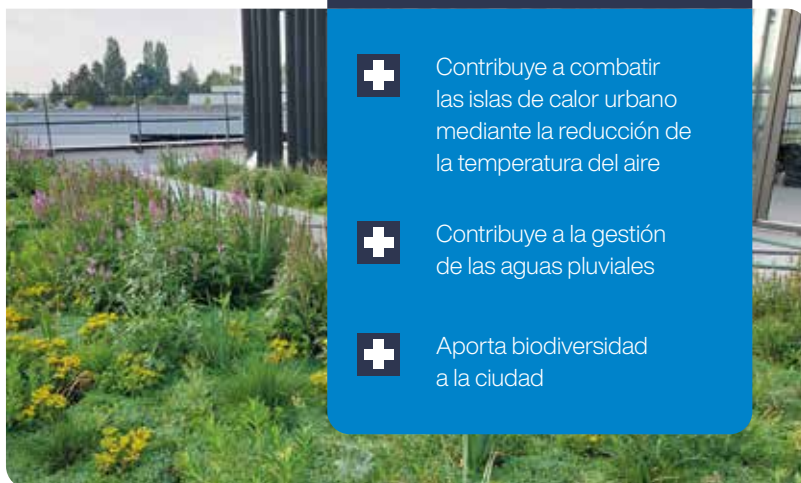 Contribuye a combatir
las islas de calor urbano
mediante la reducción de
la temperatura del aire
Contribuye a la gestión
de las aguas pluviales
Aporta biodiversidad
a la ciudad